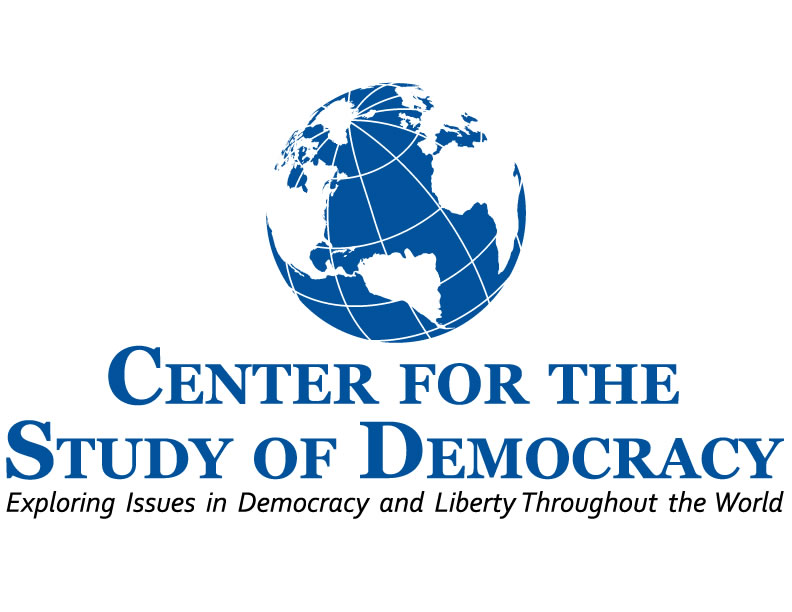 CENTER FOR THE
STUDY OF DEMOCRACY
Exploring Issues in Democracy and Liberty Throughout the World